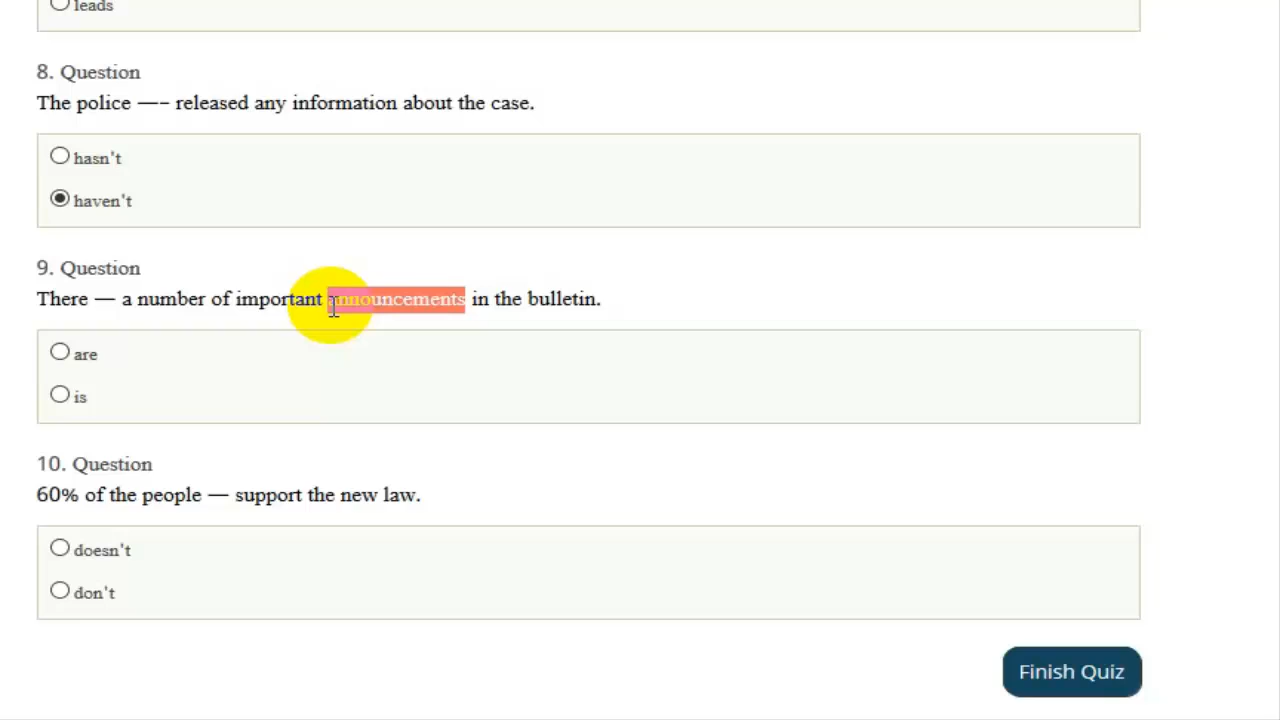 leads
8. Question
The police —-– released any information about the case.
hasn't
haven't
9. Question
There — a number of important announcements in the bulletin.
are
is
10. Question
60% of the people — support the new law.
doesn't
don't
Finish Quiz